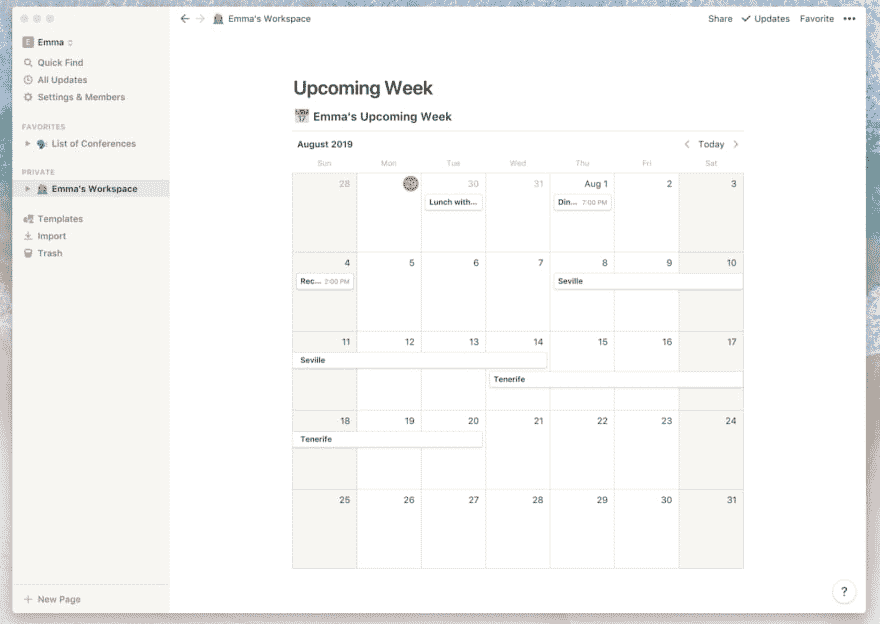 Emma's Workspace
Share Updates Favorite •••
E Emma
Quick Find
All Updates
Settings & Members
FAVORITES
List of Conferences
PRIVATE
Emma's Workspace
Templates
Import
Trash
+ New Page
Upcoming Week
Emma's Upcoming Week
August 2019
Today
Sun Mon Tue Wed Thu Fri Sat
28 30 31 Aug 1 2 3
Lunch with... Din... 7:00 PM
4 5 6 7 8 9 10
Rec... 2:00 PM Seville
11 12 13 14 15 16 17
Seville
Tenerife
18 19 20 21 22 23 24
Tenerife
25 26 27 28 29 30 31
?